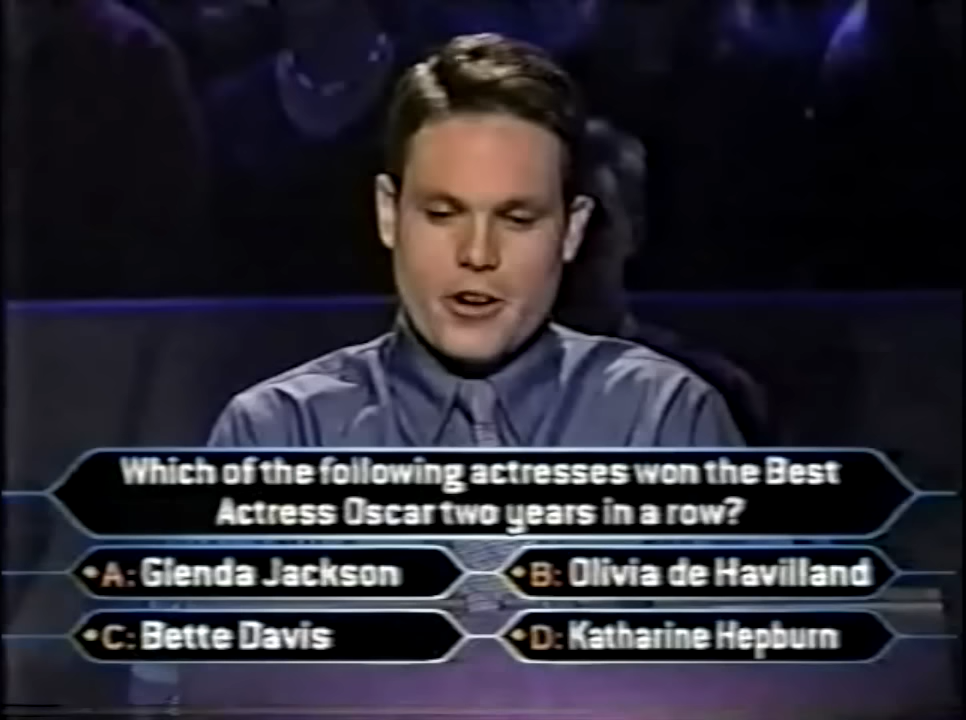 Which of the following actresses won the Best
Actress Oscar two years in a row?
A: Glenda Jackson
B: Olivia de Havilland
C: Bette Davis
D: Katharine Hepburn